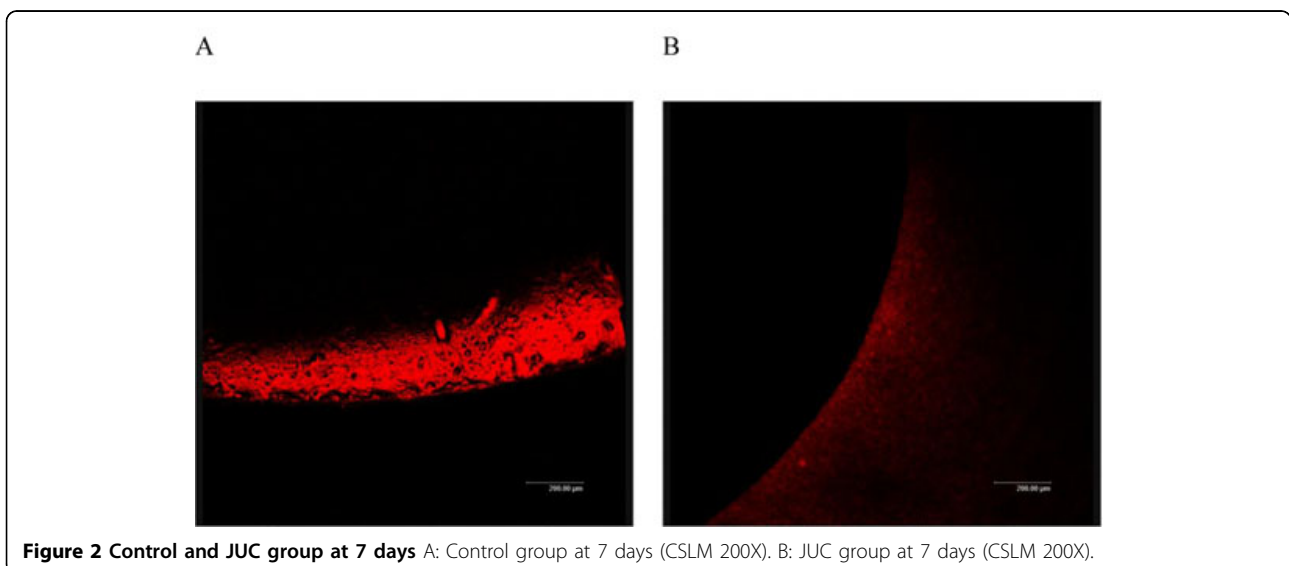 A
B
200.00 µm
200.00 µm
Figure 2 Control and JUC group at 7 days A: Control group at 7 days (CSLM 200X). B: JUC group at 7 days (CSLM 200X).